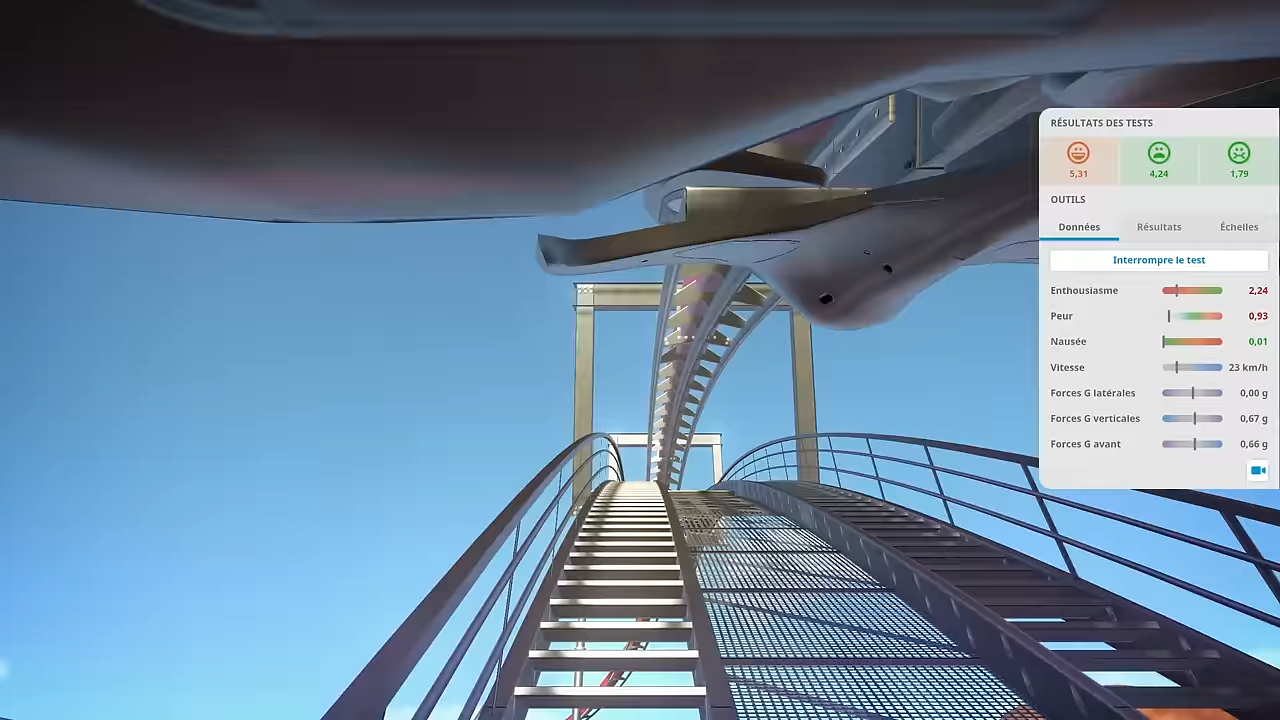 RÉSULTATS DES TESTS
5,31 4,24 1,79
OUTILS
Données Résultats Échelles
Interrompre le test
Enthousiasme 2,24
Peur 0,93
Nausée 0,01
Vitesse 23 km/h
Forces G latérales 0,00 g
Forces G verticales 0,67 g
Forces G avant 0,66 g